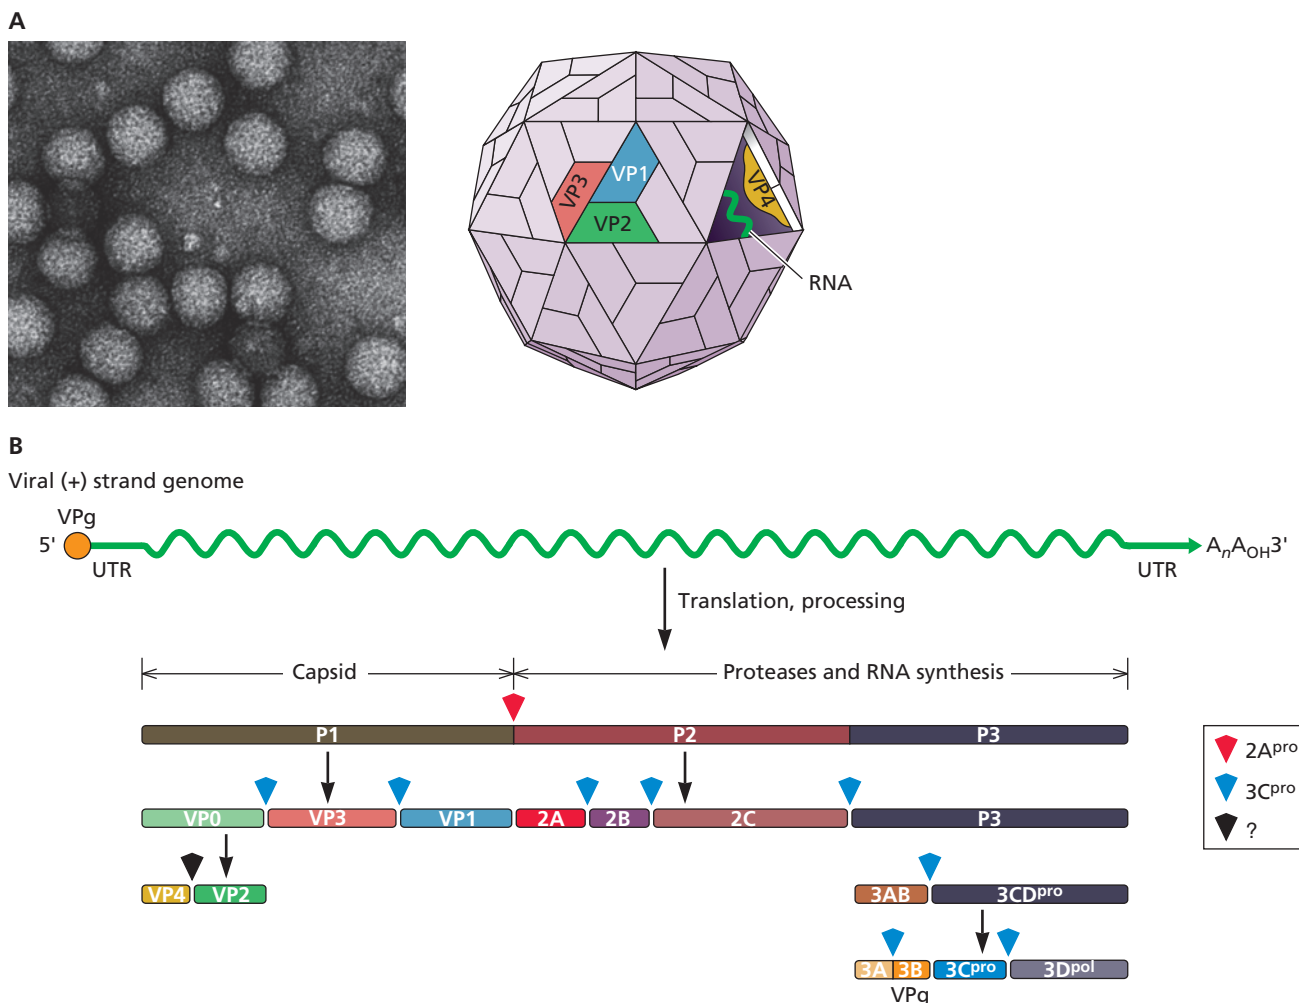 A
VP3
VP1
VP2
VP4
RNA
B
Viral (+) strand genome
VPg
5'
UTR
AnAOH3'
UTR
Translation, processing
Capsid
Proteases and RNA synthesis
P1
P2
P3
2Apro
3Cpro
?
VP0
VP3
VP1
2A
2B
2C
P3
VP4
VP2
3AB
3CDpro
3A
3B
3Cpro
3Dpol
VPg